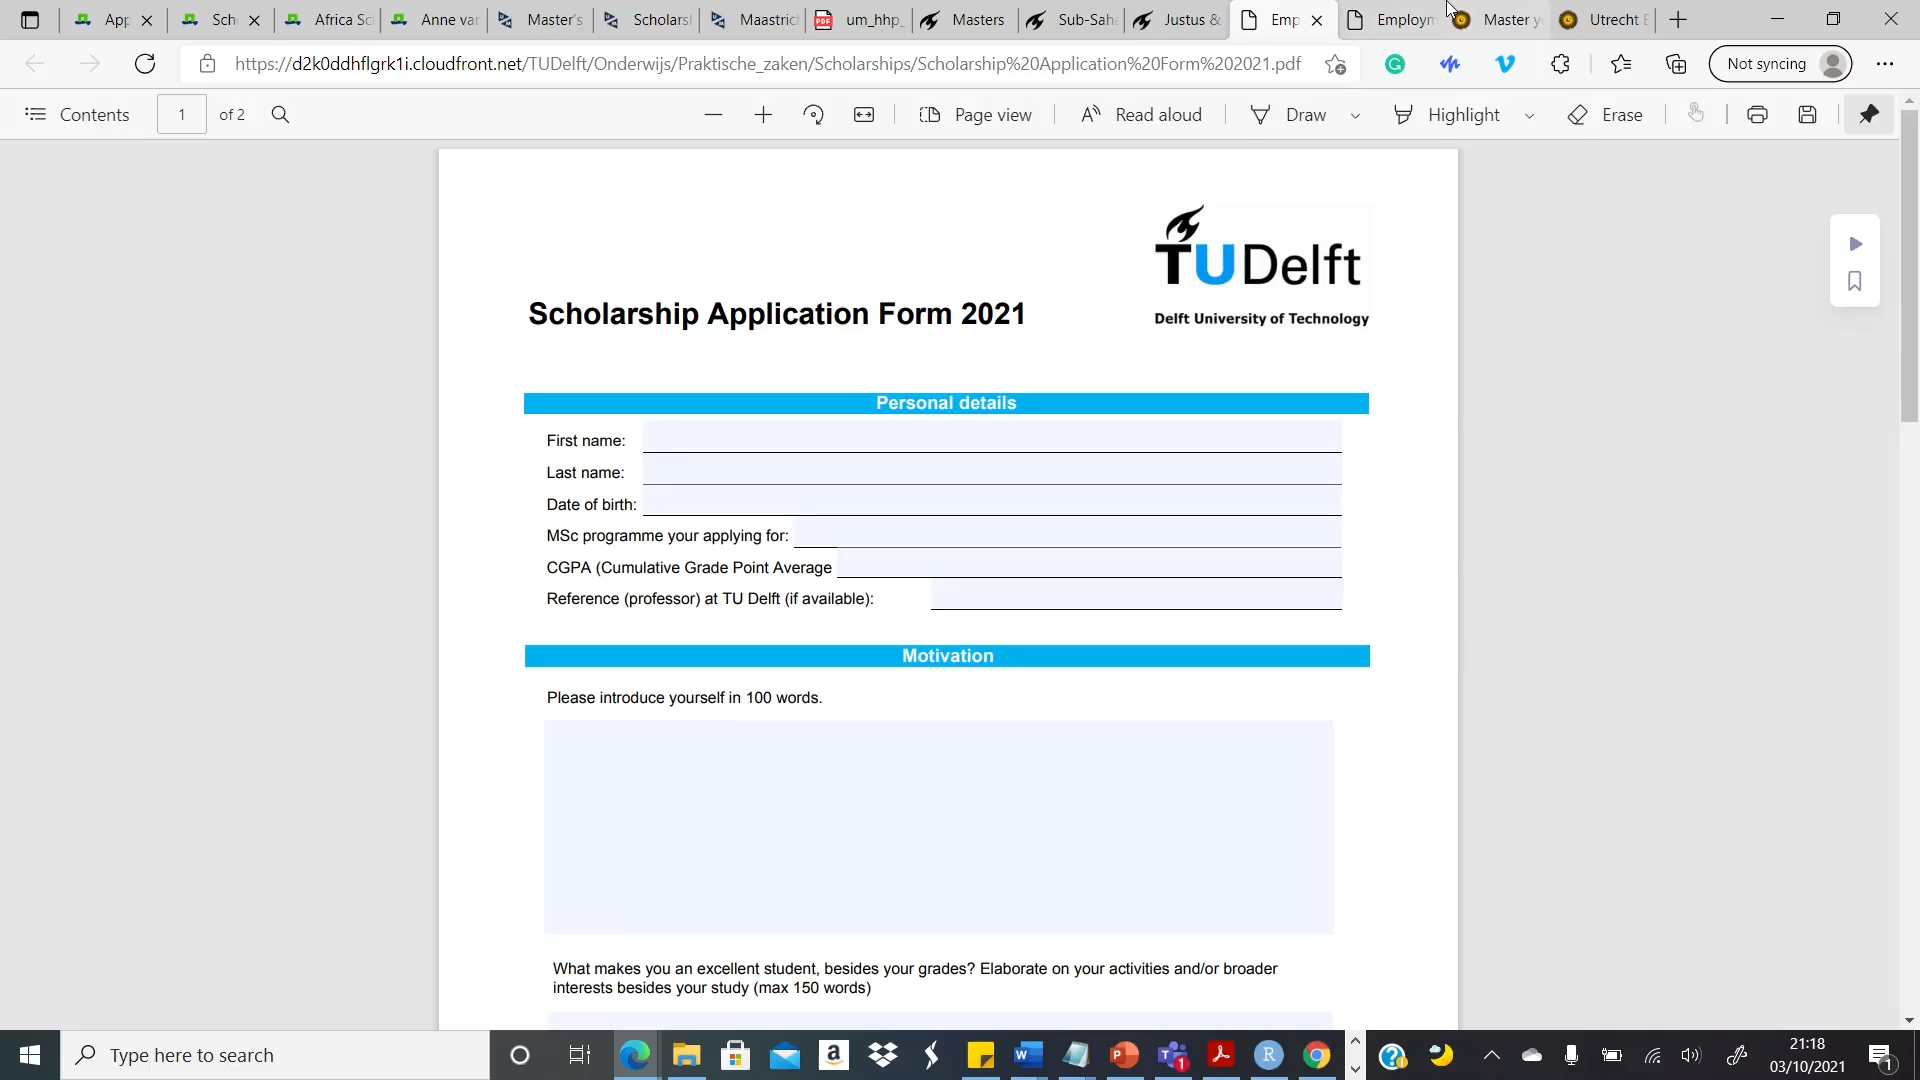 App
Sch
Africa Sc
Anne van
Master's
Scholarsh
Maastric
um_hhp_
Masters
Sub-Saha
Justus &
Emp
Employm
Master y
Utrecht E
https://d2k0ddhflgrk1i.cloudfront.net/TUDelft/Onderwijs/Praktische_zaken/Scholarships/Scholarship%20Application%20Form%202021.pdf
Not syncing
Contents
1
of 2
Page view
Read aloud
Draw
Highlight
Erase
TUDelft
Delft University of Technology
Scholarship Application Form 2021
Personal details
First name:
Last name:
Date of birth:
MSc programme your applying for:
CGPA (Cumulative Grade Point Average
Reference (professor) at TU Delft (if available):
Motivation
Please introduce yourself in 100 words.
What makes you an excellent student, besides your grades? Elaborate on your activities and/or broader
interests besides your study (max 150 words)
Type here to search
21:18
03/10/2021
1